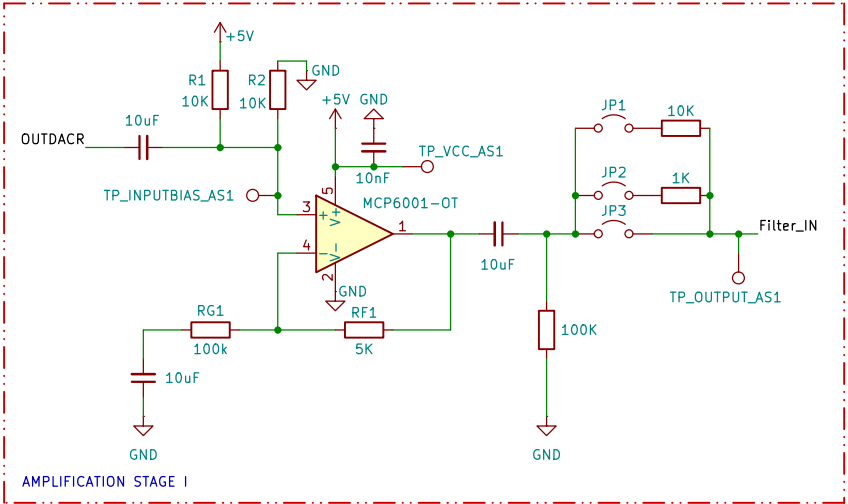 +5V
R1
10K
R2
10K
GND
+5V
GND
10uF
OUTDACR
10nF
TP_VCC_AS1
TP_INPUTBIAS_AS1
MCP6001-OT
5
3
+
V+
1
4
-
V-
2
GND
JP1
10K
JP2
1K
JP3
Filter_IN
10uF
TP_OUTPUT_AS1
RG1
100k
RF1
5K
100K
10uF
GND
GND
AMPLIFICATION STAGE I